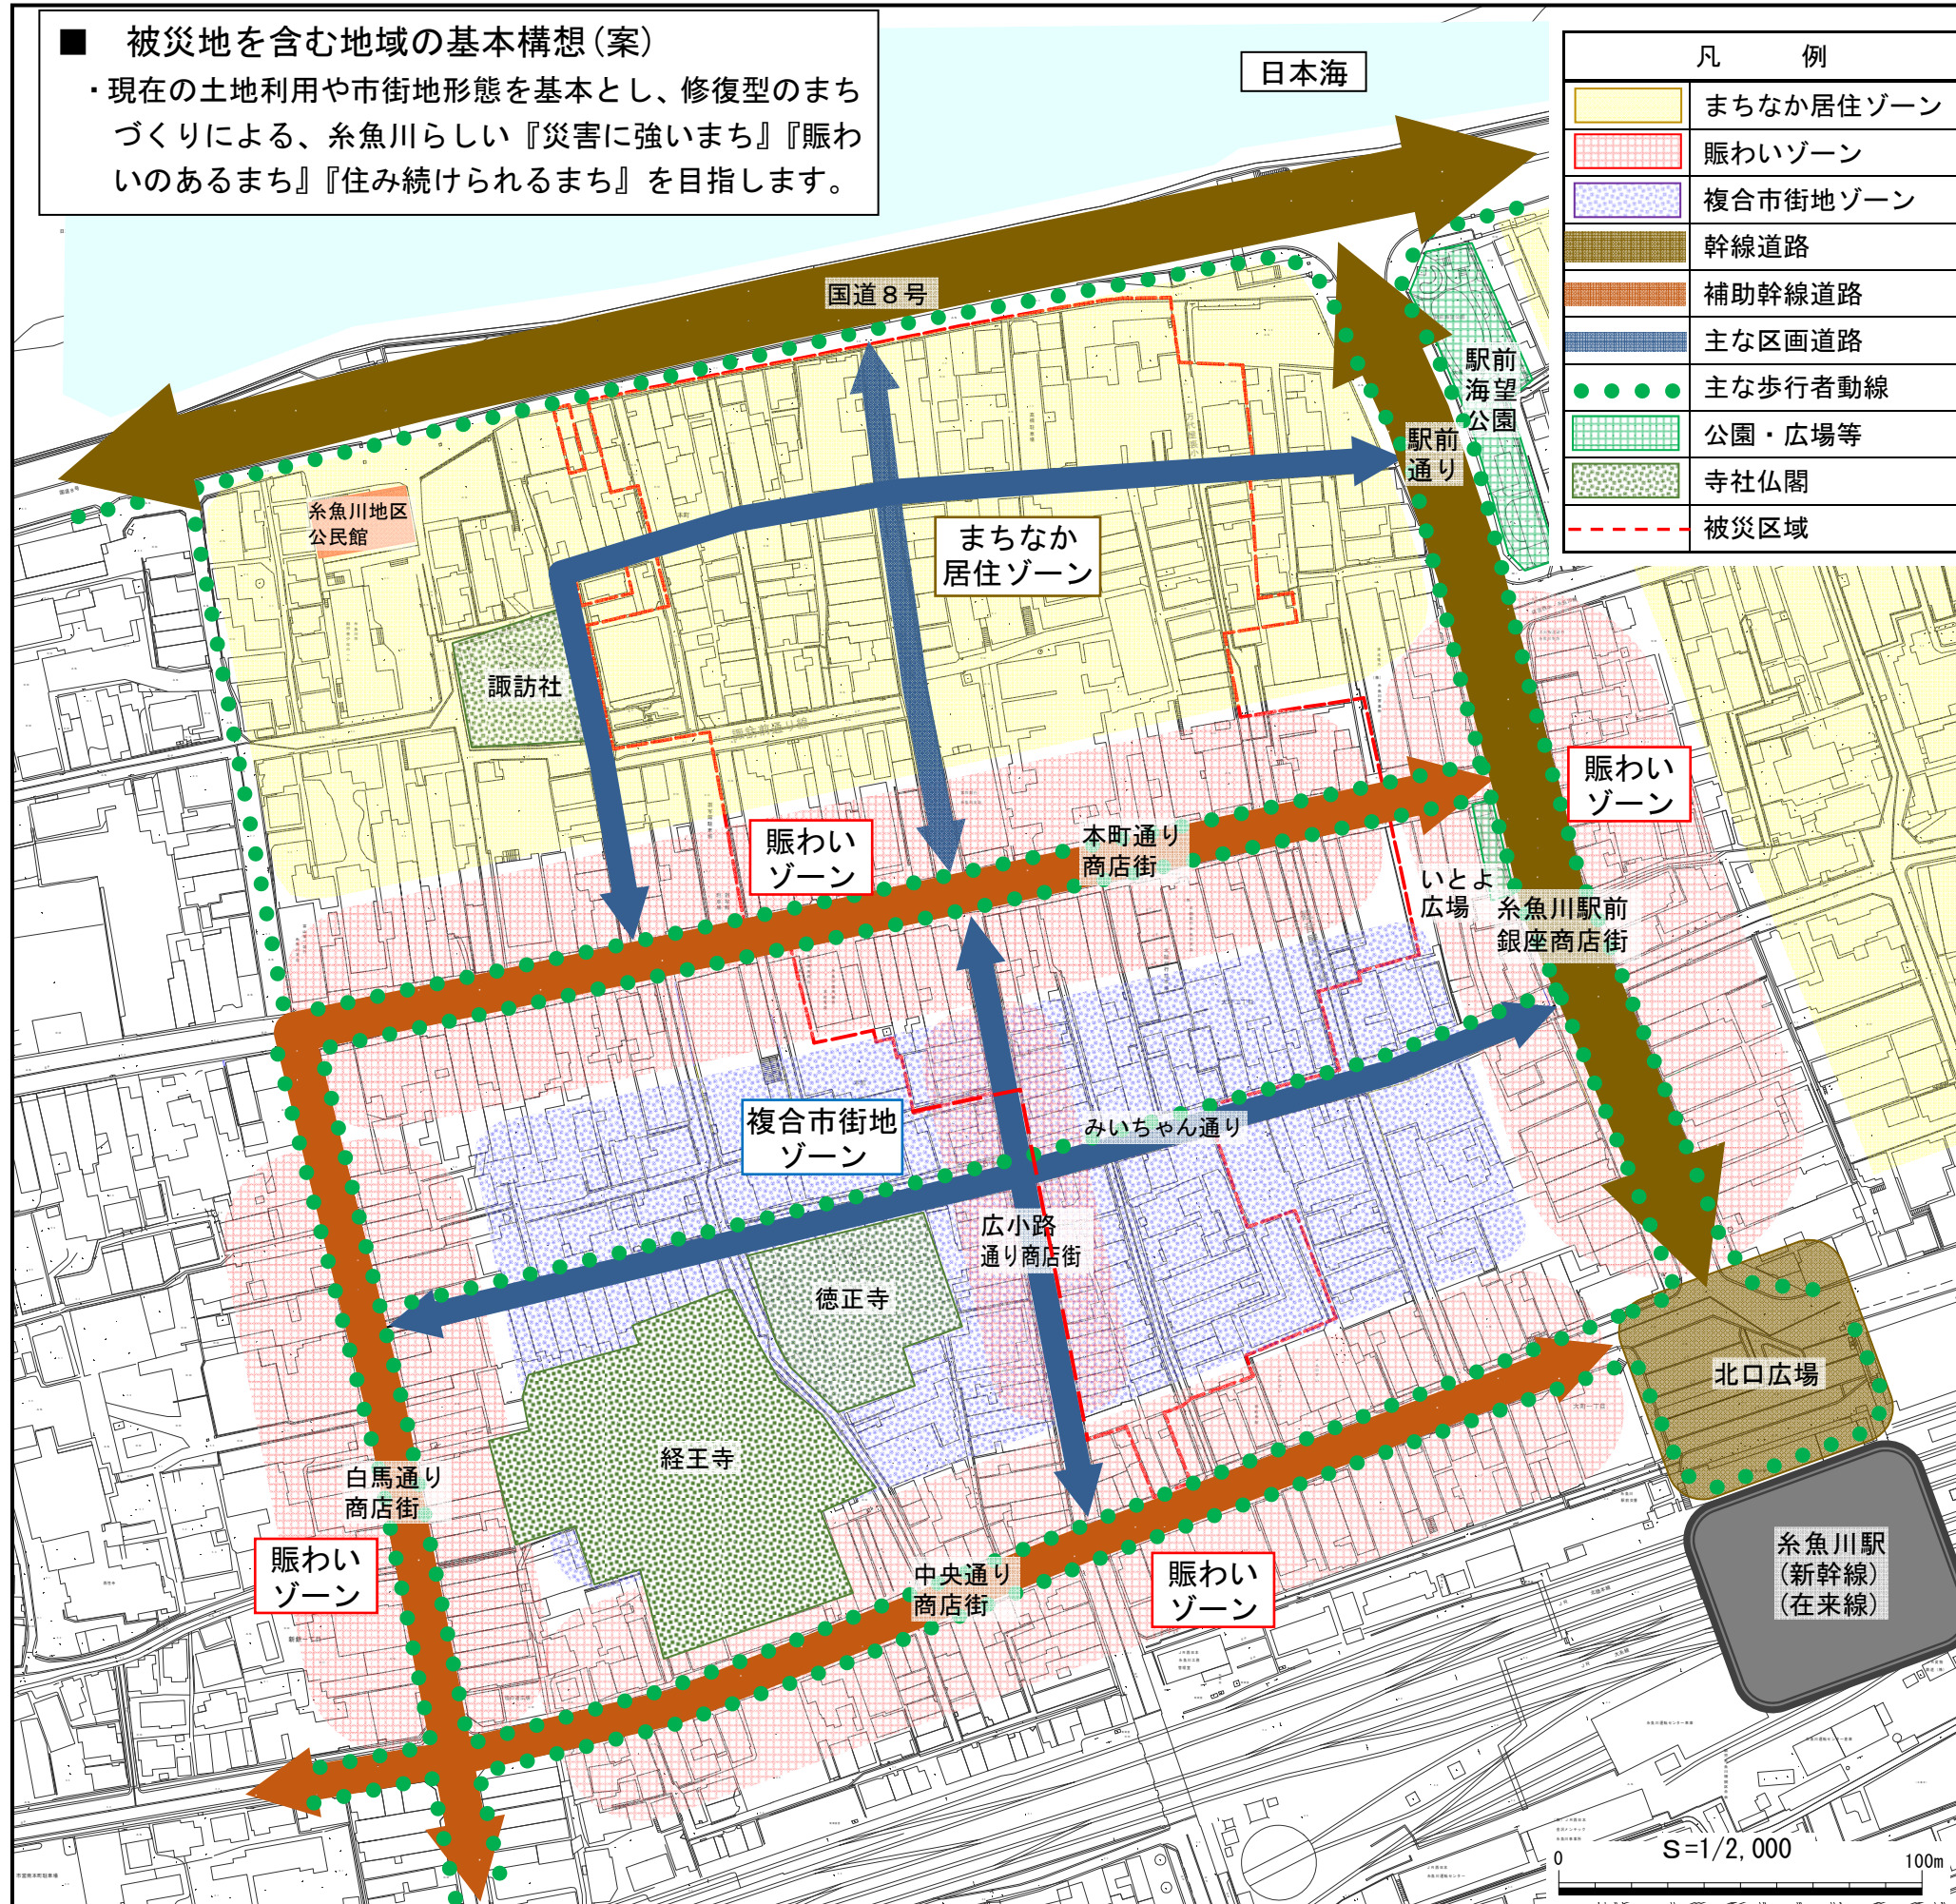 ■ 被災地を含む地域の基本構想(案)
・現在の土地利用や市街地形態を基本とし、修復型のまち
づくりによる、糸魚川らしい『災害に強いまち』『賑わ
いのあるまち』『住み続けられるまち』を目指します。
日本海
凡 例
まちなか居住ゾーン
賑わいゾーン
複合市街地ゾーン
幹線道路
補助幹線道路
主な区画道路
主な歩行者動線
公園・広場等
寺社仏閣
被災区域
国道8号
駅前
海望
公園
駅前
通り
糸魚川地区
公民館
まちなか
居住ゾーン
諏訪社
賑わい
ゾーン
賑わい
ゾーン
本町通り
商店街
いとよ
広場
糸魚川駅前
銀座商店街
複合市街地
ゾーン
みいちゃん通り
広小路
通り商店街
徳正寺
北口広場
経王寺
白馬通り
商店街
賑わい
ゾーン
中央通り
商店街
賑わい
ゾーン
糸魚川駅
(新幹線)
(在来線)
S=1/2,000
0
100m